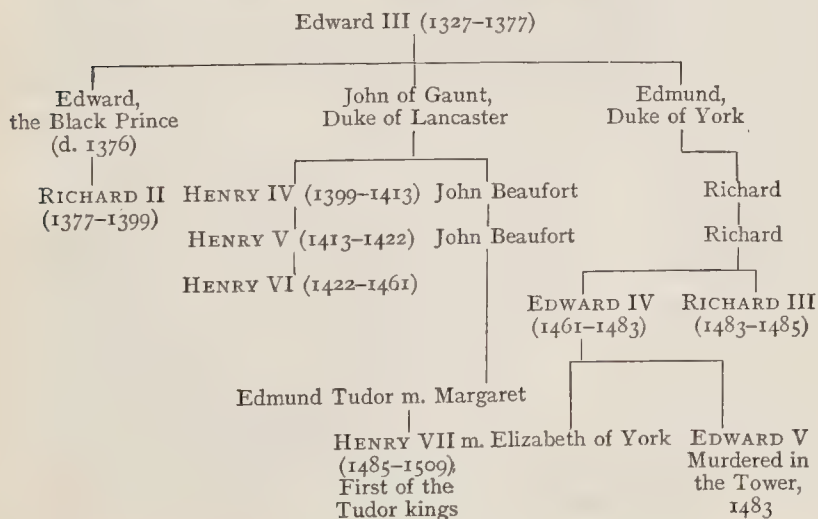 Edward III (1327–1377)
Edward,
the Black Prince
(d. 1376)
John of Gaunt,
Duke of Lancaster
Edmund,
Duke of York
RICHARD II
(1377–1399)
HENRY IV (1399–1413)
John Beaufort
Richard
HENRY V (1413–1422)
John Beaufort
Richard
HENRY VI (1422–1461)
EDWARD IV
(1461–1483)
RICHARD III
(1483–1485)
Edmund Tudor m. Margaret
HENRY VII m. Elizabeth of York
(1485–1509),
First of the
Tudor kings
EDWARD V
Murdered in
the Tower,
1483